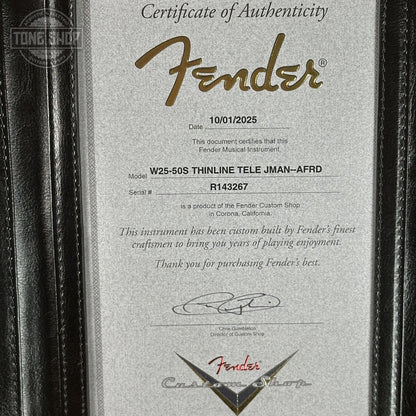 TONE SHOP
Certificate of Authenticity
Fender®
10/01/2025
Date
This document certifies that this
Fender Musical Instrument
Model W25-50S THINLINE TELE JMAN--AFRD
Serial # R143267
is a product of the Fender Custom Shop
in Corona, California.
This instrument has been custom built by Fender's finest
craftsmen to bring you years of playing enjoyment.
Thank you for purchasing Fender's best.
Director of Custom Shop
Fender
Custom Shop